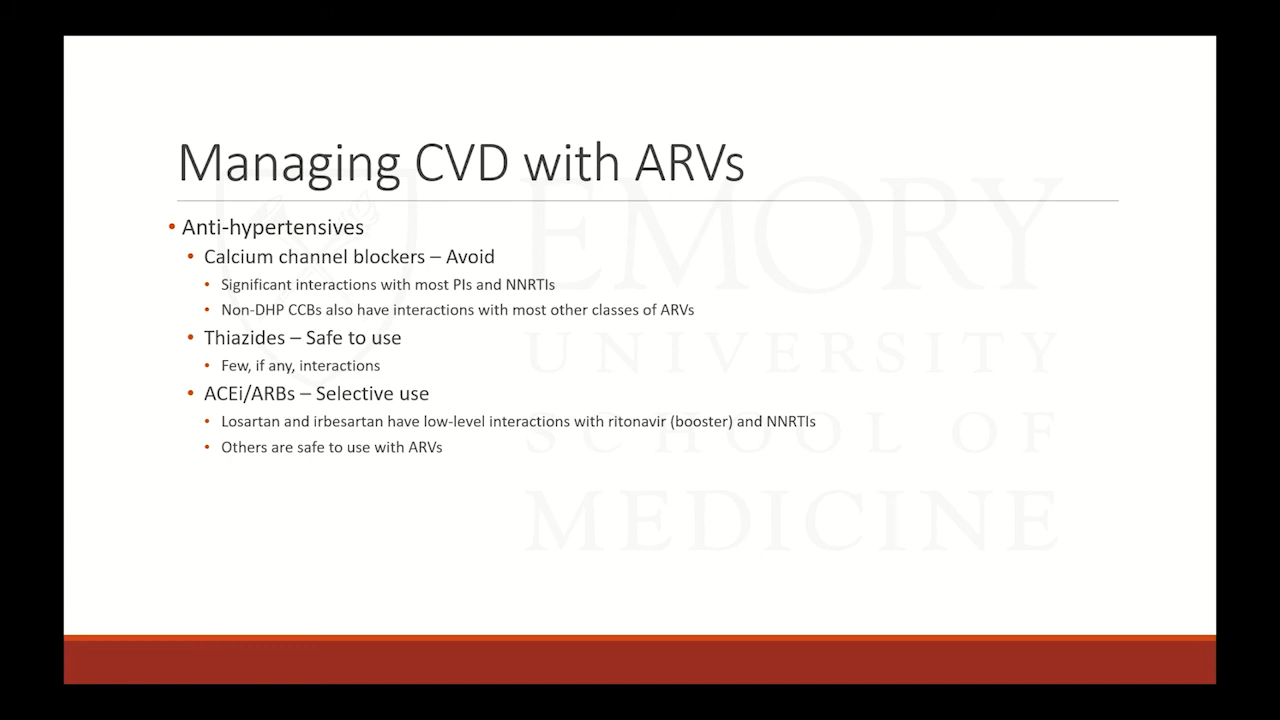 Managing CVD with ARVs
• Anti-hypertensives
• Calcium channel blockers – Avoid
• Significant interactions with most PIs and NNRTIs
• Non-DHP CCBs also have interactions with most other classes of ARVs
• Thiazides – Safe to use
• Few, if any, interactions
• ACEi/ARBs – Selective use
• Losartan and irbesartan have low-level interactions with ritonavir (booster) and NNRTIs
• Others are safe to use with ARVs
EMORY
UNIVERSITY
SCHOOL OF
MEDICINE